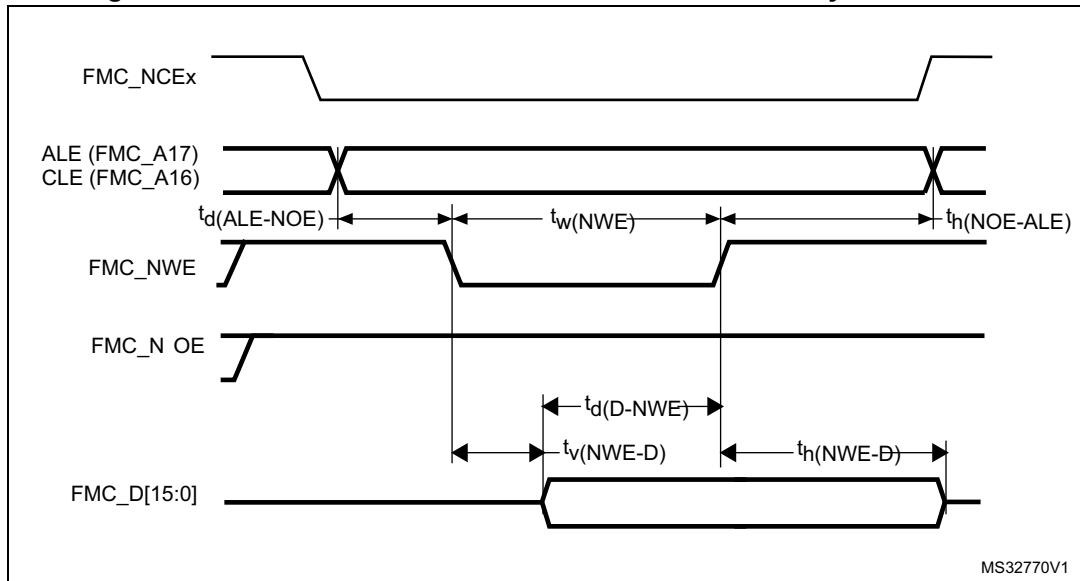 FMC_NCEx
ALE (FMC_A17)
CLE (FMC_A16)
td(ALE-NOE)
tw(NWE)
th(NOE-ALE)
FMC_NWE
FMC_N OE
td(D-NWE)
tv(NWE-D)
th(NWE-D)
FMC_D[15:0]
MS32770V1